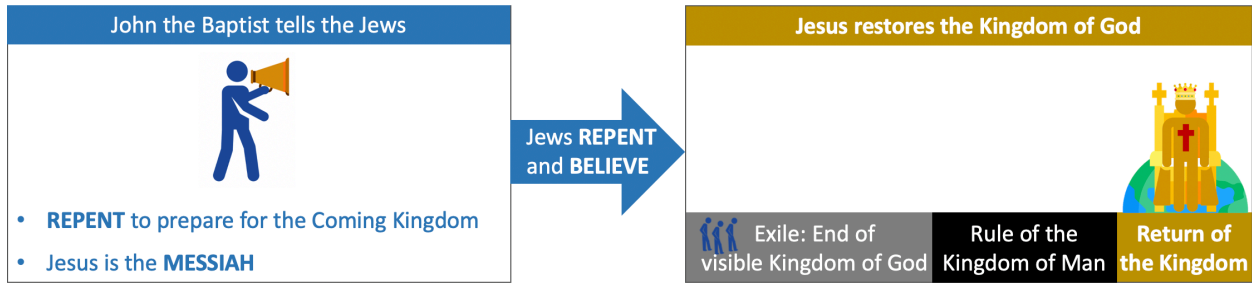 John the Baptist tells the Jews
• REPENT to prepare for the Coming Kingdom
• Jesus is the MESSIAH
Jews REPENT
and BELIEVE
Jesus restores the Kingdom of God
Exile: End of
visible Kingdom of God
Rule of the
Kingdom of Man
Return of
the Kingdom